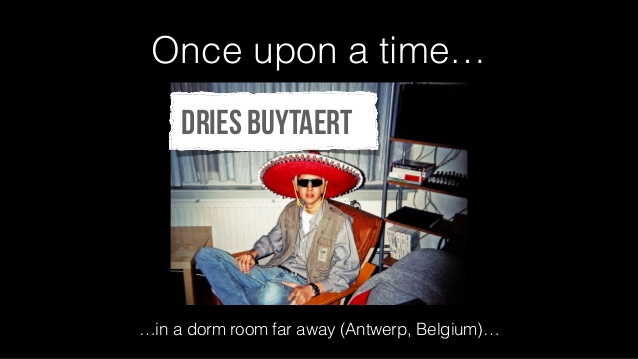 Once upon a time…
DRIES BUYTAERT
…in a dorm room far away (Antwerp, Belgium)…